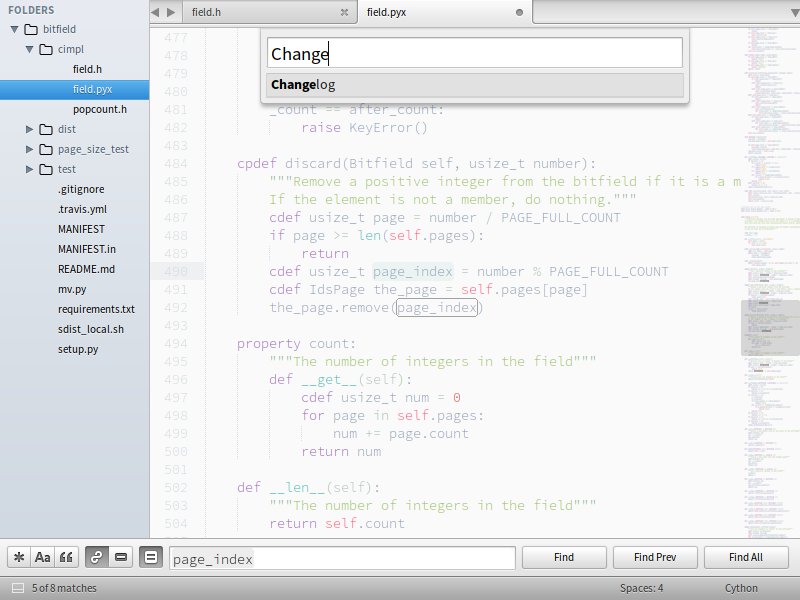 FOLDERS
bitfield
cimpl
field.h
field.pyx
popcount.h
dist
page_size_test
test
.gitignore
.travis.yml
MANIFEST
MANIFEST.in
README.md
mv.py
requirements.txt
sdist_local.sh
setup.py
field.h
field.pyx
Change
Changelog
477
478
479
480
481 _count == after_count:
482 raise KeyError()
483
484 cpdef discard(Bitfield self, usize_t number):
485 """Remove a positive integer from the bitfield if it is a m
486 If the element is not a member, do nothing."""
487 cdef usize_t page = number / PAGE_FULL_COUNT
488 if page >= len(self.pages):
489 return
490 cdef usize_t page_index = number % PAGE_FULL_COUNT
491 cdef IdsPage the_page = self.pages[page]
492 the_page.remove(page_index)
493
494 property count:
495 """The number of integers in the field"""
496 def __get__(self):
497 cdef usize_t num = 0
498 for page in self.pages:
499 num += page.count
500 return num
501
502 def __len__(self):
503 """The number of integers in the field"""
504 return self.count
Aa
page_index
Find
Find Prev
Find All
5 of 8 matches
Spaces: 4
Cython